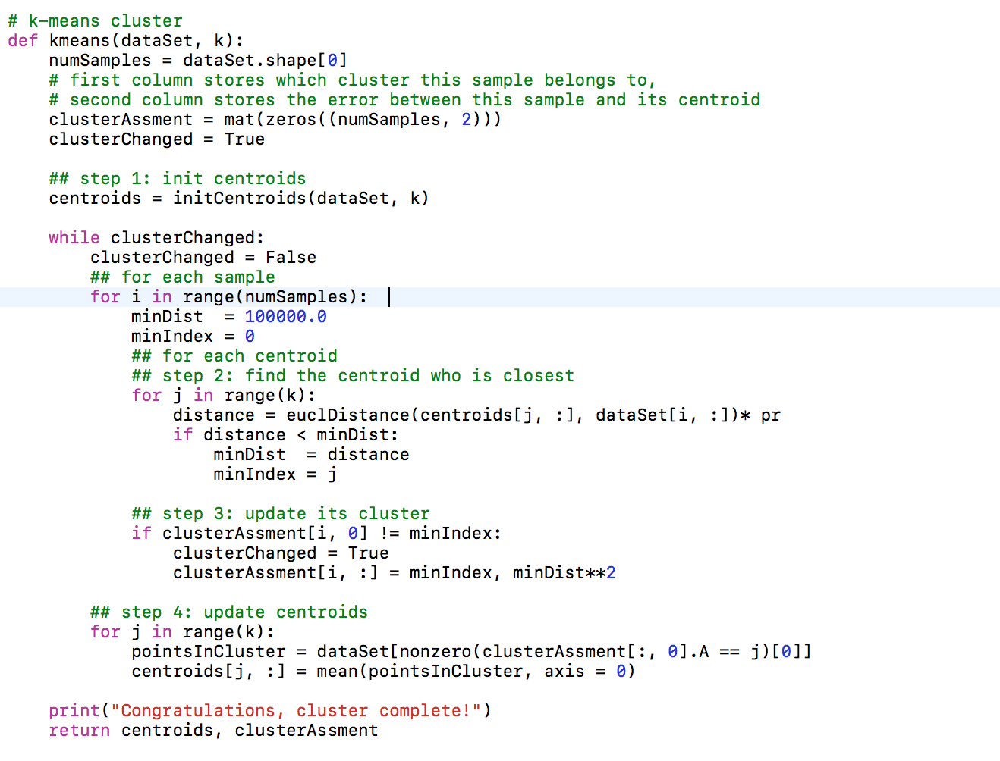 # k-means cluster
def kmeans(dataSet, k):
    numSamples = dataSet.shape[0]
    # first column stores which cluster this sample belongs to,
    # second column stores the error between this sample and its centroid
    clusterAssment = mat(zeros((numSamples, 2)))
    clusterChanged = True

    ## step 1: init centroids
    centroids = initCentroids(dataSet, k)

    while clusterChanged:
        clusterChanged = False
        ## for each sample
        for i in range(numSamples):
            minDist  = 100000.0
            minIndex = 0
            ## for each centroid
            ## step 2: find the centroid who is closest
            for j in range(k):
                distance = euclDistance(centroids[j, :], dataSet[i, :])* pr
                if distance < minDist:
                    minDist  = distance
                    minIndex = j

            ## step 3: update its cluster
            if clusterAssment[i, 0] != minIndex:
                clusterChanged = True
                clusterAssment[i, :] = minIndex, minDist**2

        ## step 4: update centroids
        for j in range(k):
            pointsInCluster = dataSet[nonzero(clusterAssment[:, 0].A == j)[0]]
            centroids[j, :] = mean(pointsInCluster, axis = 0)

    print("Congratulations, cluster complete!")
    return centroids, clusterAssment